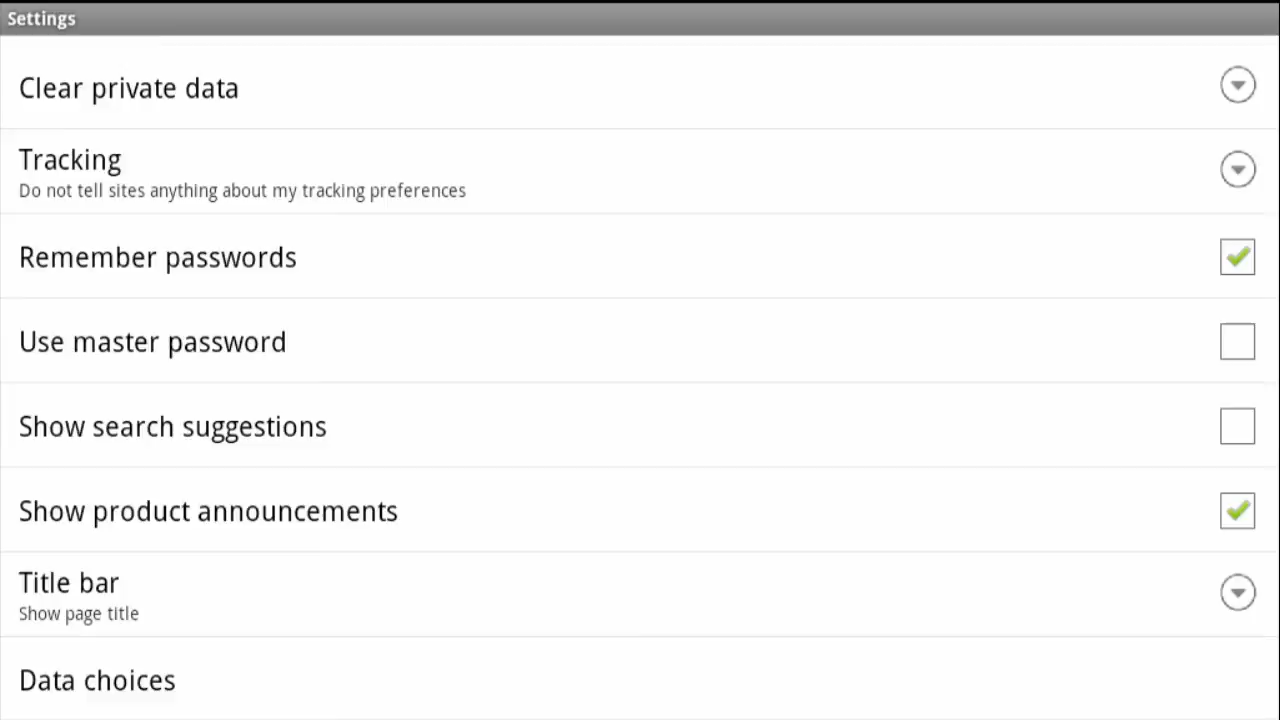 Settings
Clear private data
Tracking
Do not tell sites anything about my tracking preferences
Remember passwords
Use master password
Show search suggestions
Show product announcements
Title bar
Show page title
Data choices